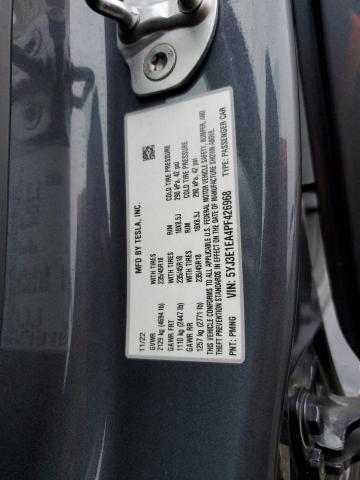 MFG BY TESLA, INC.
11/22
GVWR
2129 kg (4694 lb)
GAWR FRT TIRES RIM COLD TIRE PRESSURE
1110 kg (2447 lb) 235/45R18 18X8.5J 290 kPa, 42 psi
GAWR RR TIRES RIM COLD TIRE PRESSURE
1257 kg (2771 lb) 235/45R18 18X8.5J 290 kPa, 42 psi
THIS VEHICLE CONFORMS TO ALL APPLICABLE U.S. FEDERAL MOTOR VEHICLE SAFETY, BUMPER, AND
THEFT PREVENTION STANDARDS IN EFFECT ON THE DATE OF MANUFACTURE SHOWN ABOVE.
PAINT: PMNG VIN: 5YJ3E1EA4PF426968 TYPE: PASSENGER CAR